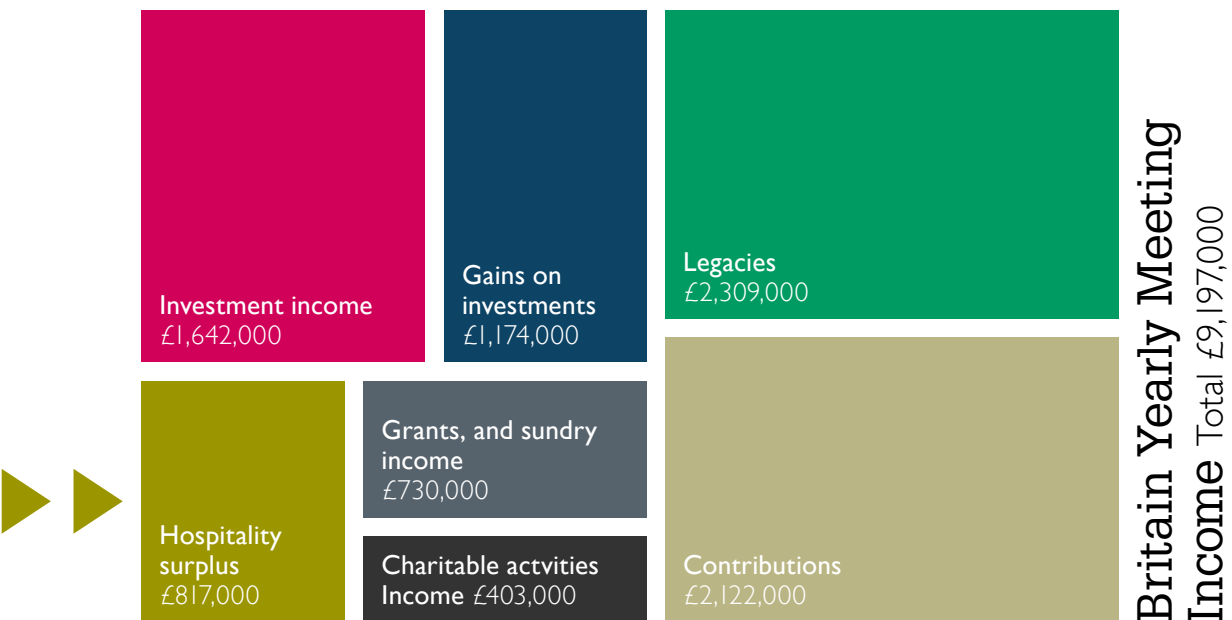 Investment income
£1,642,000
Gains on
investments
£1,174,000
Legacies
£2,309,000
Hospitality
surplus
£817,000
Grants, and sundry
income
£730,000
Charitable actvities
Income £403,000
Contributions
£2,122,000
Britain Yearly Meeting
Income Total £9,197,000